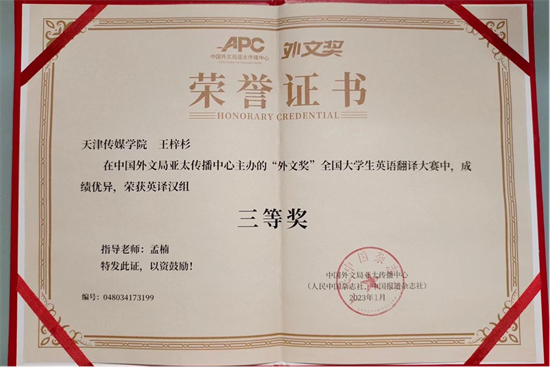 APC 外文奖
中国外文局亚太传播中心
荣誉证书
HONORARY CREDENTIAL
天津传媒学院 王梓杉
在中国外文局亚太传播中心主办的“外文奖”全国大学生英语翻译大赛中，成
绩优异，荣获英译汉组
三等奖
指导老师：孟楠
特发此证，以资鼓励！
中国外文局亚太传播中心
（人民中国杂志社、中国报道杂志社）
2023年1月
编号：048034173199